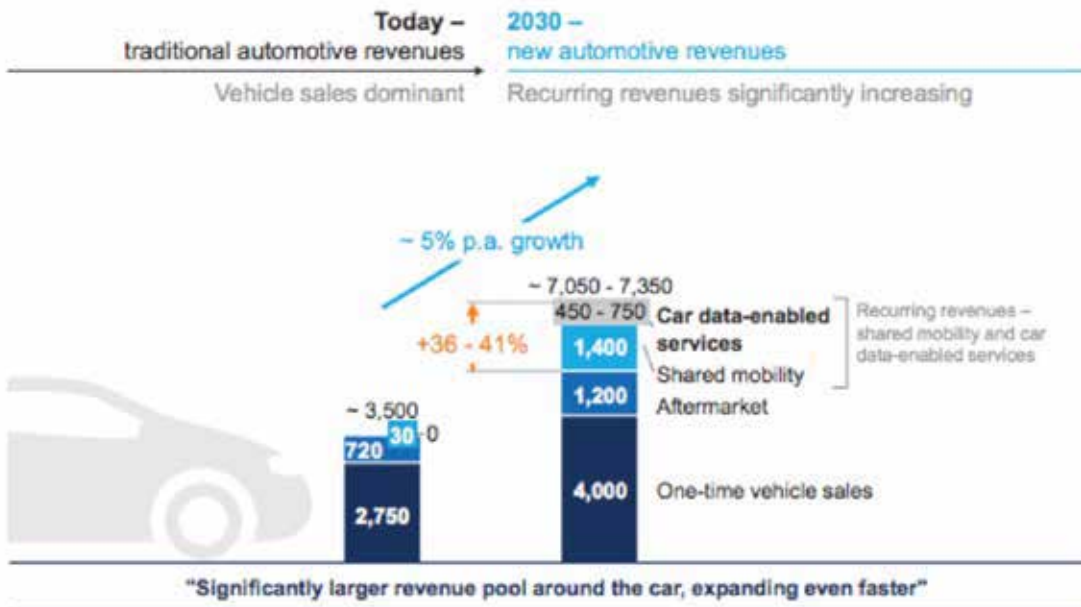 Today –
traditional automotive revenues
Vehicle sales dominant
2030 –
new automotive revenues
Recurring revenues significantly increasing
~ 5% p.a. growth
~ 7,050 - 7,350
450 - 750
Car data-enabled
services
+36 - 41%
1,400
Shared mobility
1,200
Aftermarket
4,000
One-time vehicle sales
Recurring revenues –
shared mobility and car
data-enabled services
~ 3,500
30
0
720
2,750
"Significantly larger revenue pool around the car, expanding even faster"